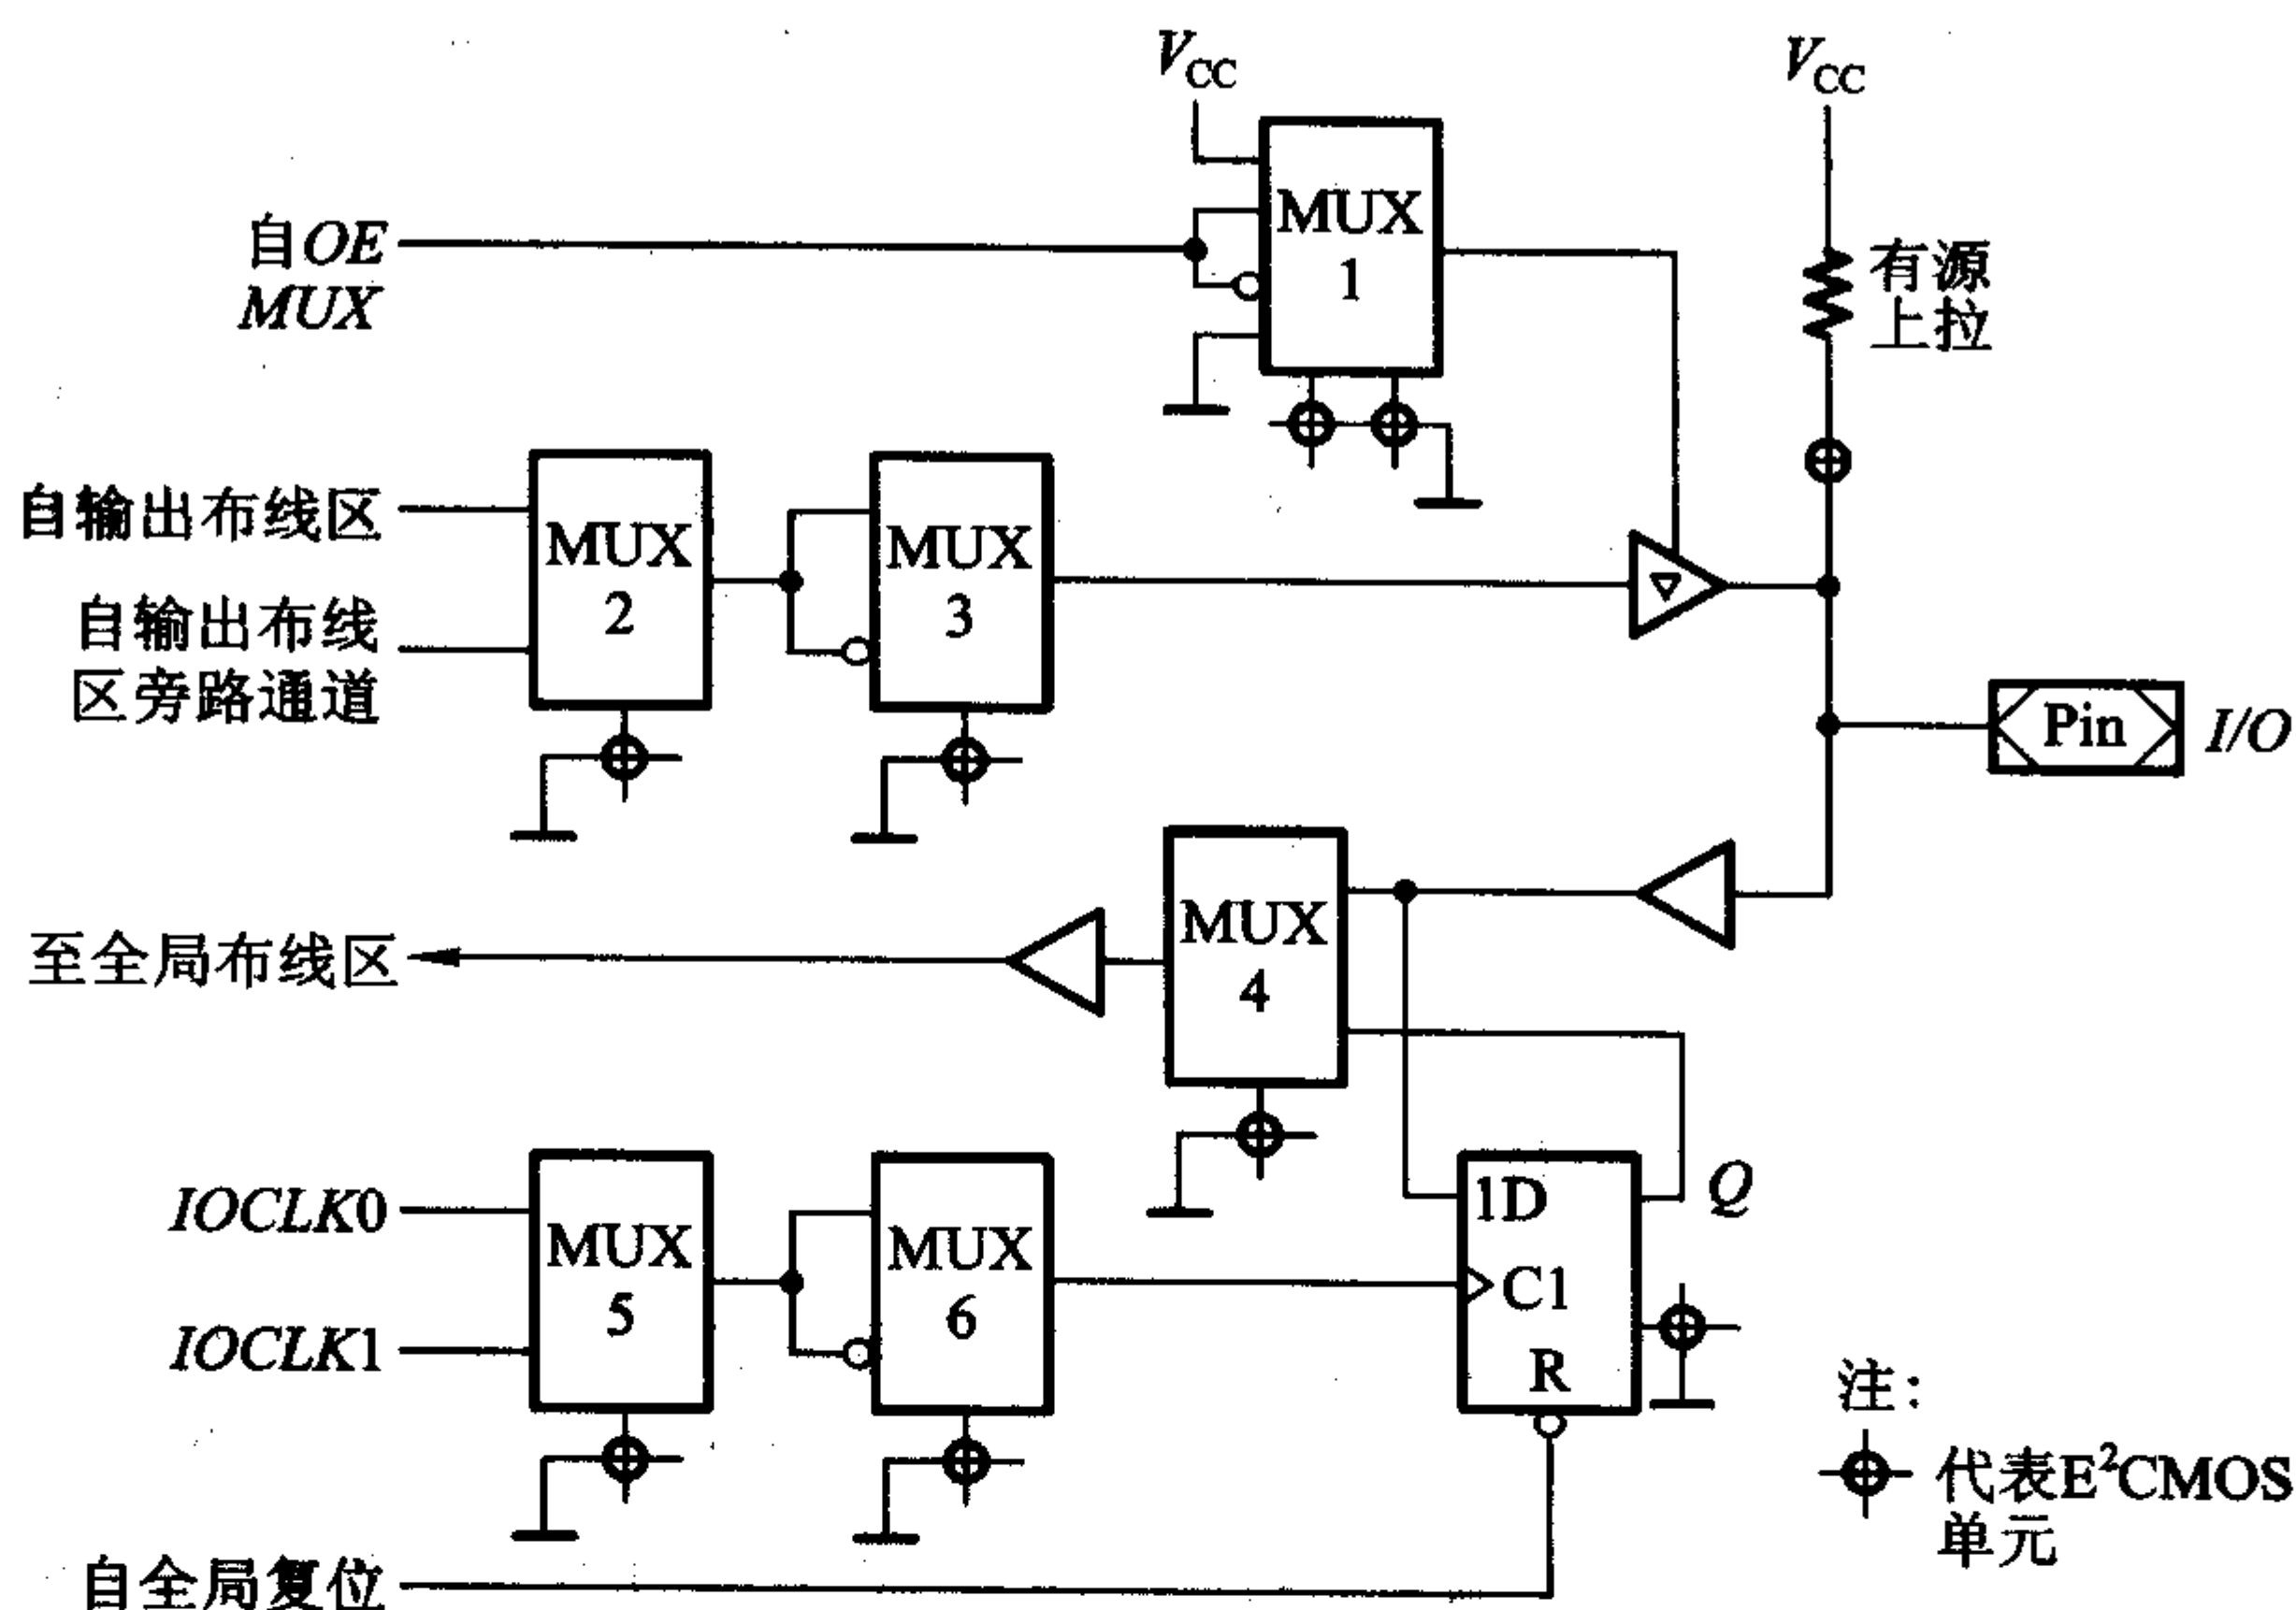 V_CC
V_CC
MUX
1
自OE
MUX
有源
上拉
自输出布线区
自输出布线
区旁路通道
MUX
2
MUX
3
Pin
I/O
MUX
4
至全局布线区
IOCLK0
IOCLK1
MUX
5
MUX
6
1D
C1
R
Q
注：
代表E²CMOS
单元
自全局复位